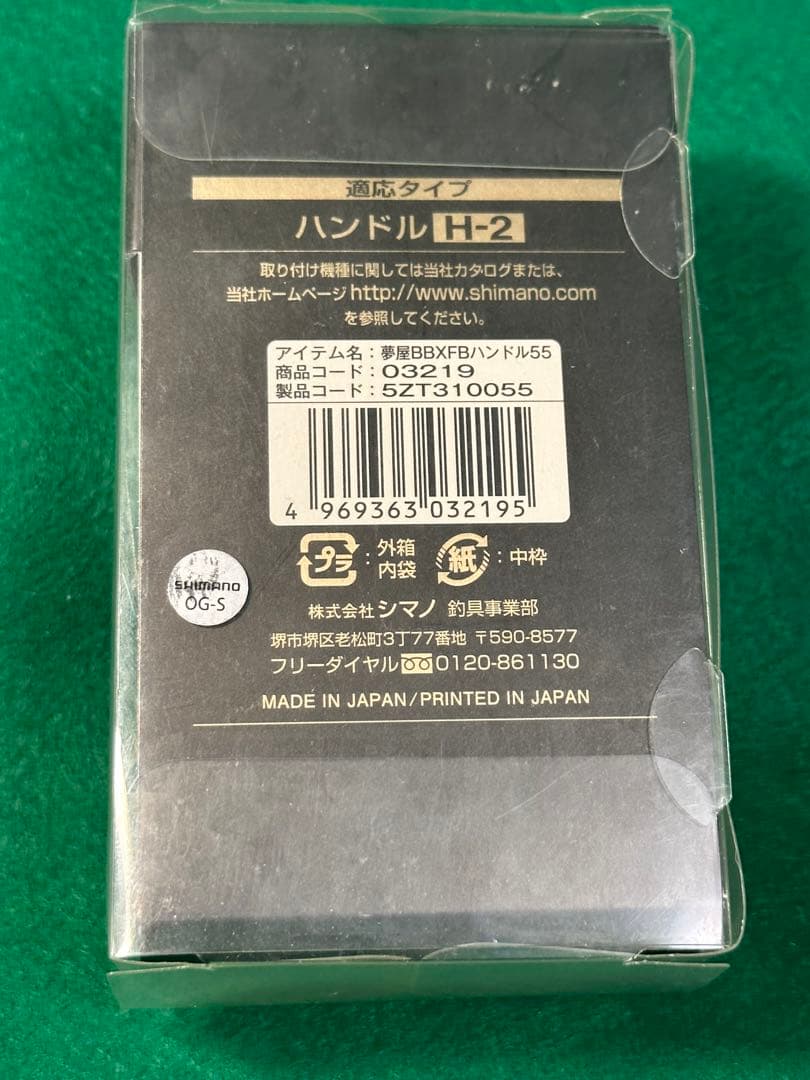 適応タイプ
ハンドル H-2
取り付け機種に関しては当社カタログまたは、
当社ホームページhttp://www.shimano.com
を参照してください。
アイテム名：夢屋BBXFBハンドル55
商品コード：03219
製品コード：5ZT310055
4 969363 032195
プラ：外箱
内袋
紙：中枠
SHIMANO
OG-S
株式会社シマノ 釣具事業部
堺市堺区老松町3丁77番地 〒590-8577
フリーダイヤル 0120-861130
MADE IN JAPAN/PRINTED IN JAPAN